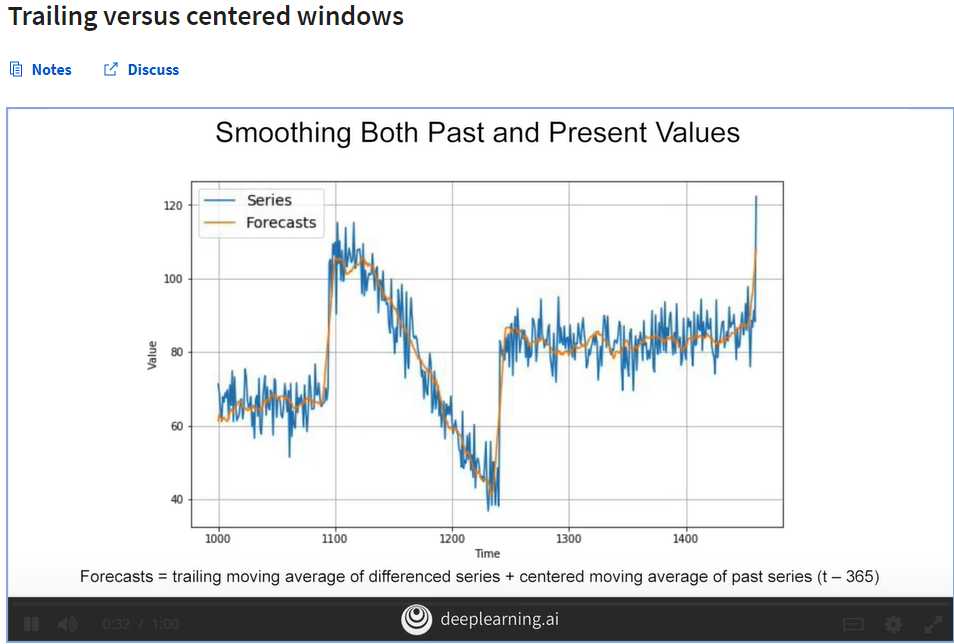 Trailing versus centered windows
Notes
Discuss
Smoothing Both Past and Present Values
Series
Forecasts
120
100
80
60
40
Value
1000 1100 1200 1300 1400
Time
Forecasts = trailing moving average of differenced series + centered moving average of past series (t – 365)
0:32 / 1:00
deeplearning.ai